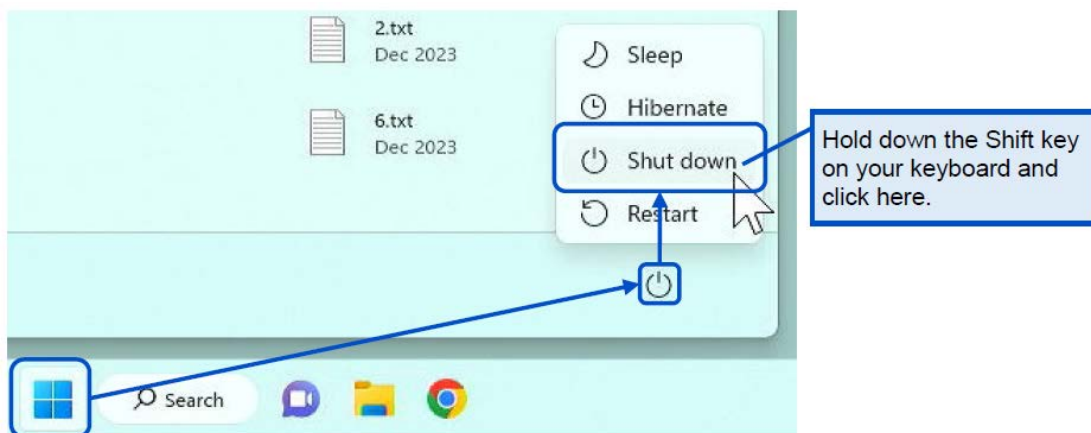 2.txt
Dec 2023
6.txt
Dec 2023
Sleep
Hibernate
Shut down
Restart
Hold down the Shift key
on your keyboard and
click here.
Search